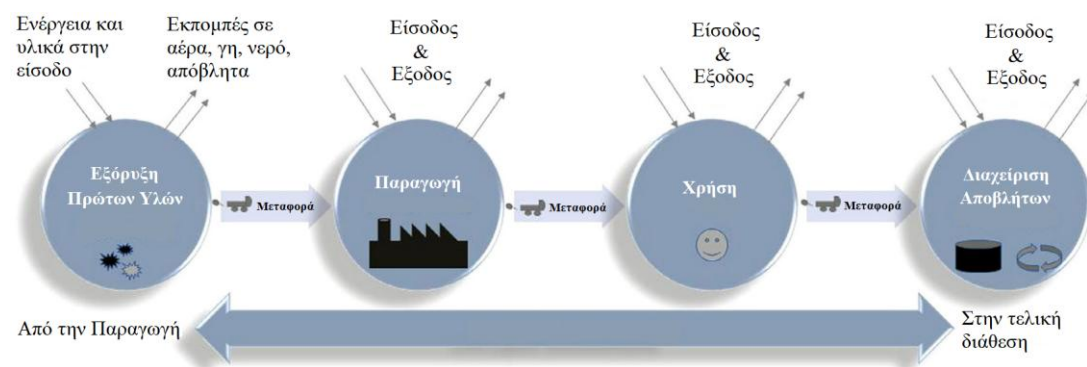 Ενέργεια και
υλικά στην
είσοδο
Εκπομπές σε
αέρα, γη, νερό,
απόβλητα
Είσοδος
&
Εξοδος
Είσοδος
&
Εξοδος
Είσοδος
&
Εξοδος
Εξόρυξη
Πρώτων Υλών
Μεταφορά
Παραγωγή
Μεταφορά
Χρήση
Μεταφορά
Διαχείριση
Αποβλήτων
Από την Παραγωγή
Στην τελική
διάθεση